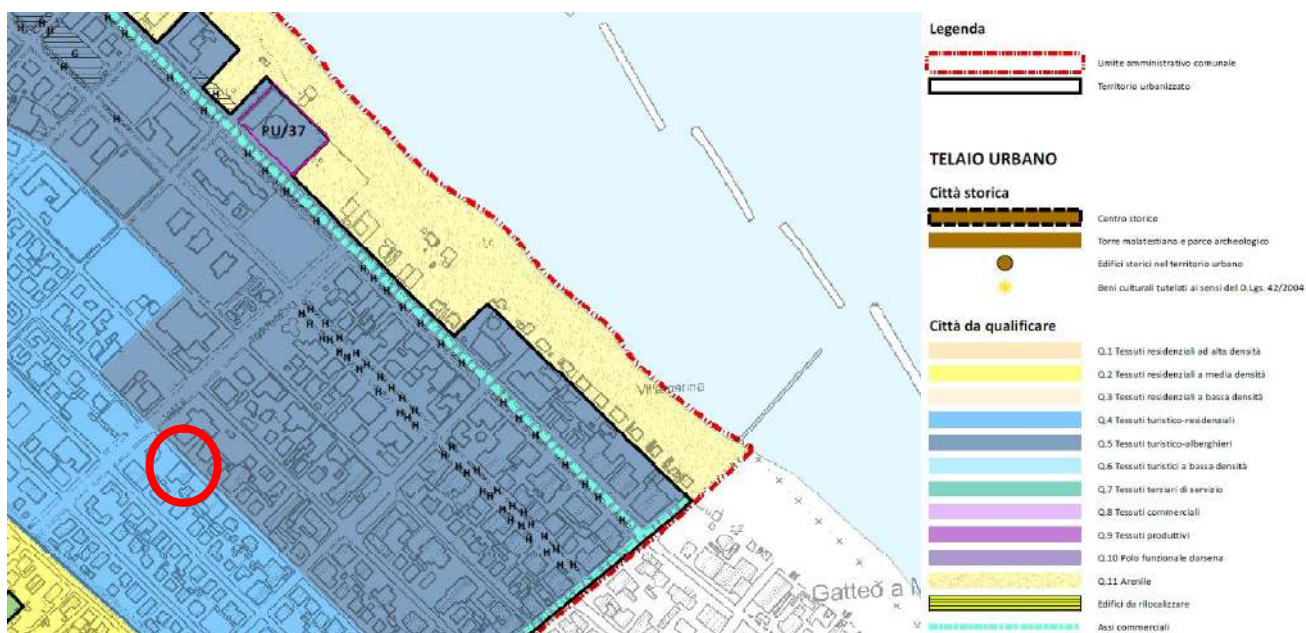 G
H
PU/37
Villamarina
Gatteo a M
Legenda
Limite amministrativo comunale
Territorio urbanizzato
TELAIO URBANO
Città storica
Centro storico
Torre malatestiana e parco archeologico
Edifici storici nel territorio urbano
Beni culturali tutelati ai sensi del D.Lgs. 42/2004
Città da qualificare
Q.1 Tessuti residenziali ad alta densità
Q.2 Tessuti residenziali a media densità
Q.3 Tessuti residenziali a bassa densità
Q.4 Tessuti turistico-residenziali
Q.5 Tessuti turistico-alberghieri
Q.6 Tessuti turistici a bassa densità
Q.7 Tessuti terziari di servizio
Q.8 Tessuti commerciali
Q.9 Tessuti produttivi
Q.10 Polo funzionale darsena
Q.11 Arenile
Edifici da rilocalizzare
Assi commerciali